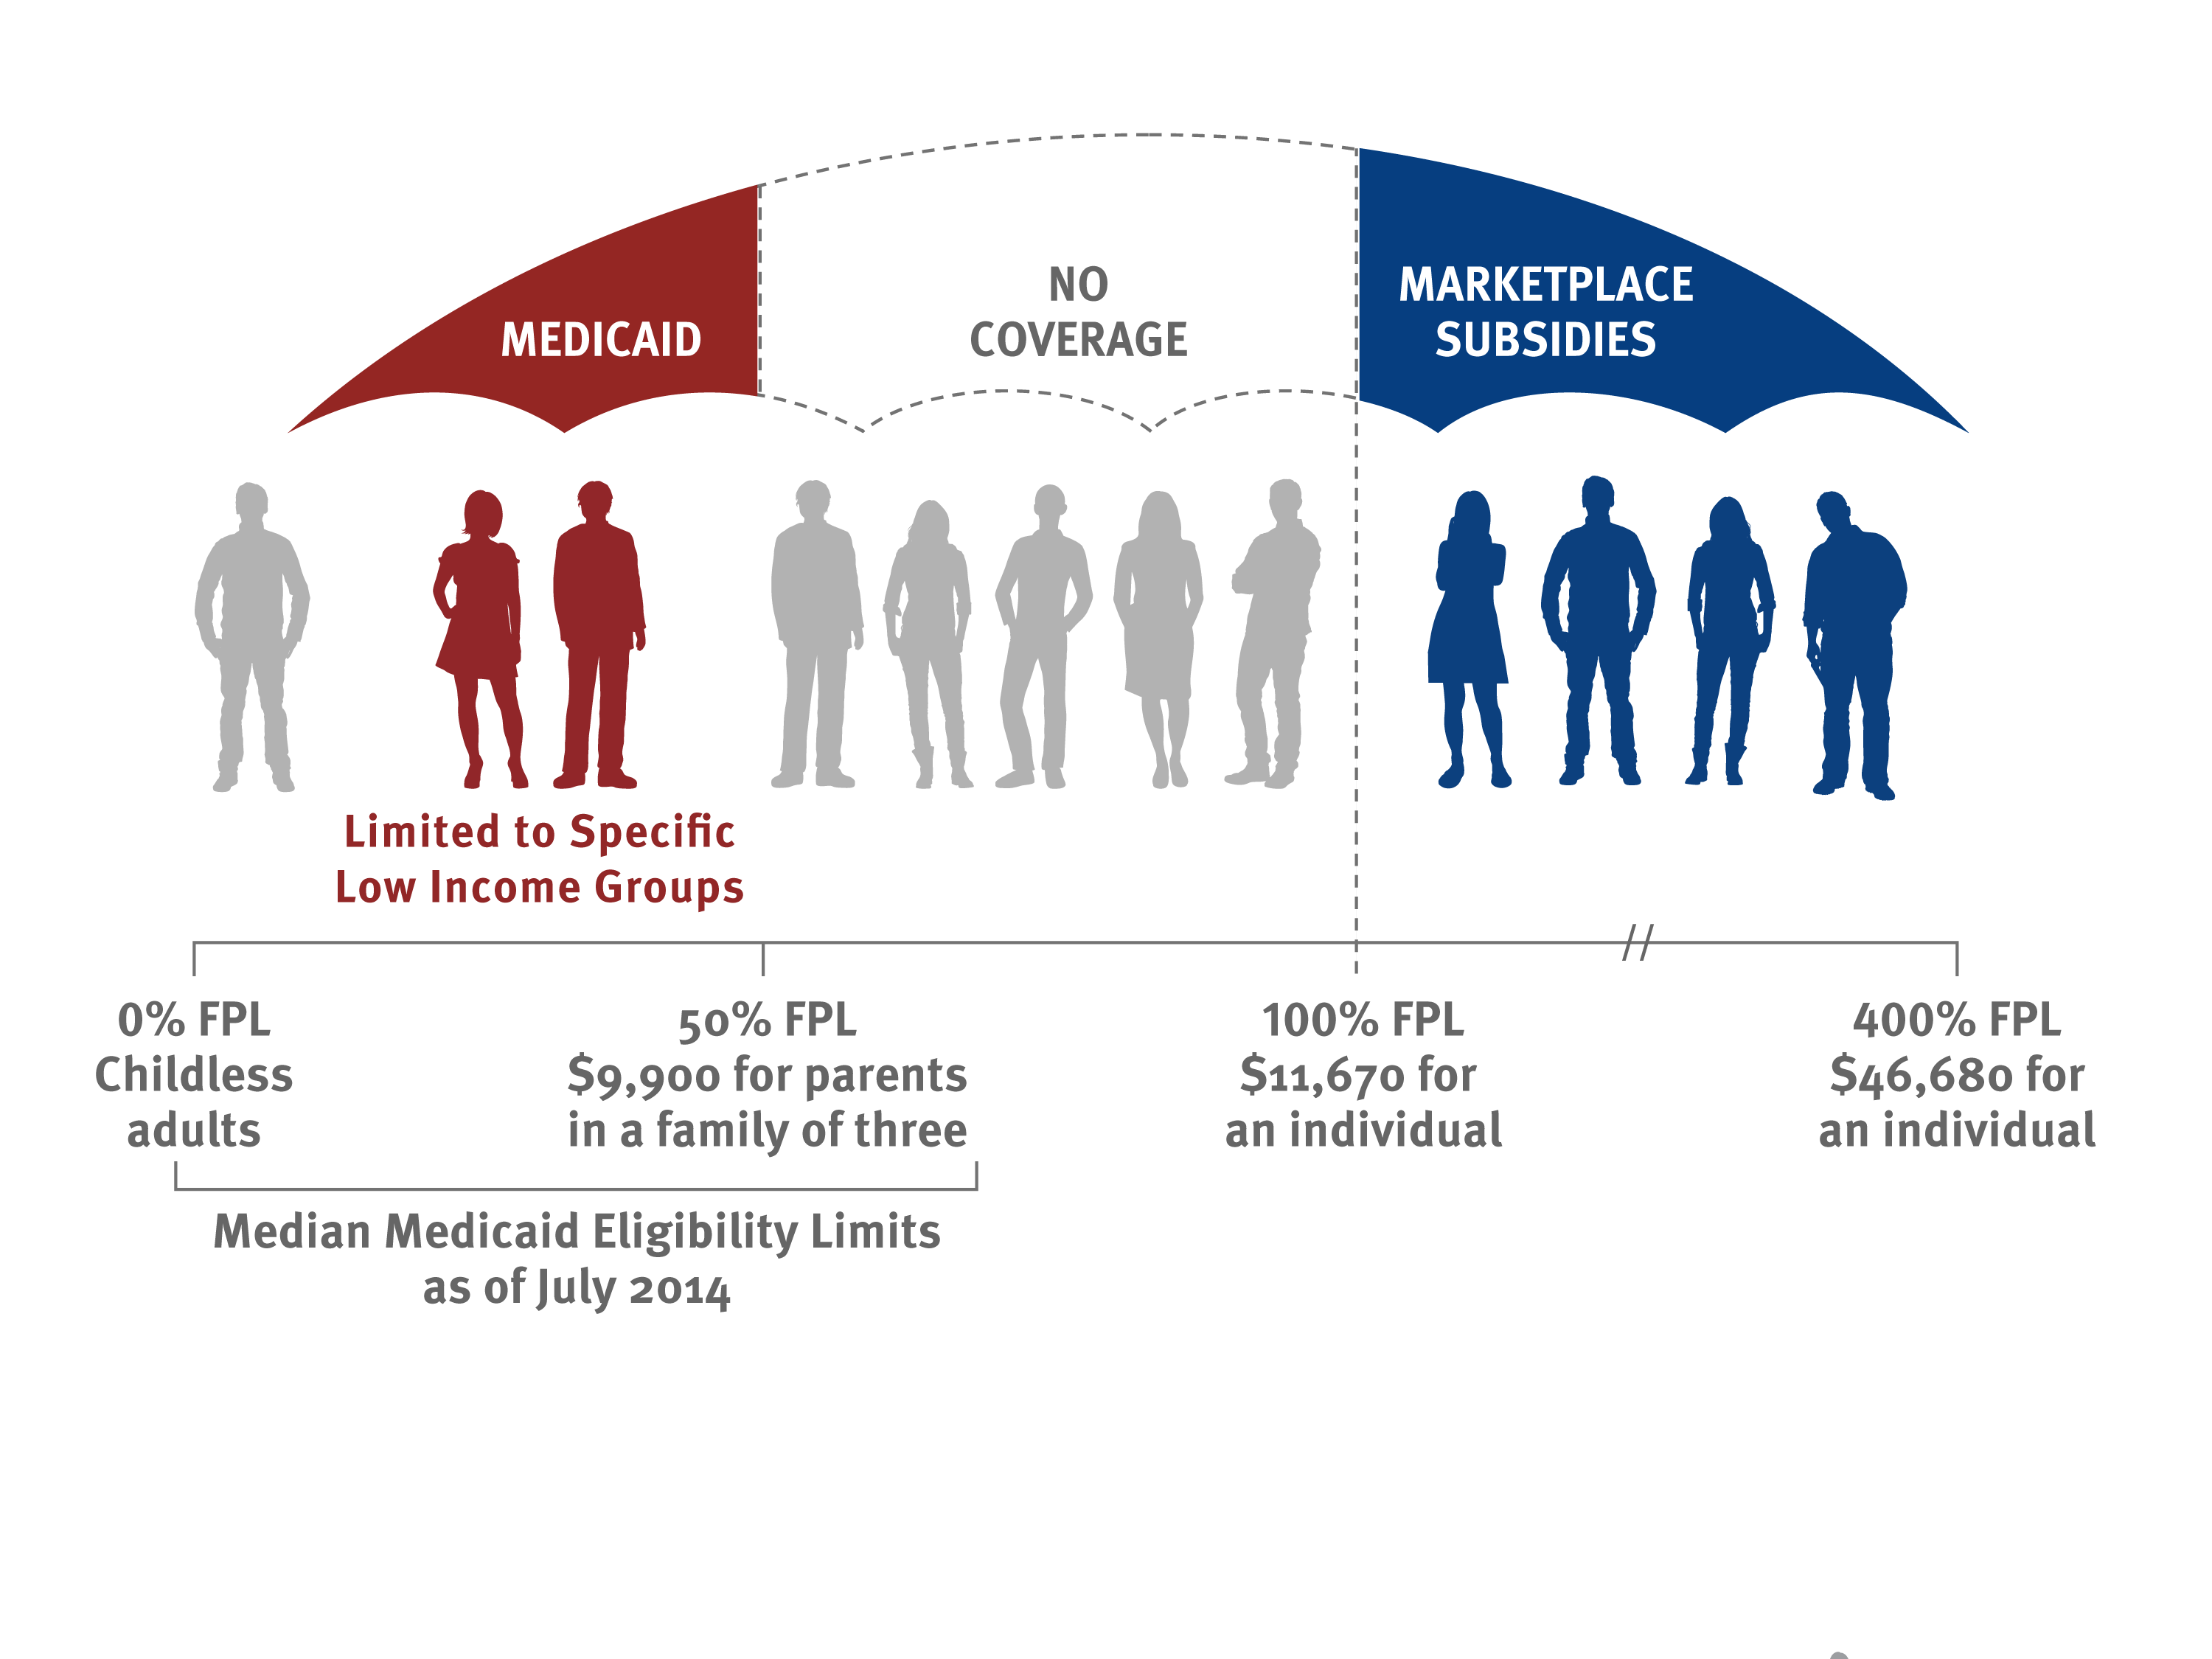 NO
COVERAGE
MEDICAID
MARKETPLACE
SUBSIDIES
Limited to Specific
Low Income Groups
0% FPL
Childless
adults
50% FPL
$9,900 for parents
in a family of three
100% FPL
$11,670 for
an individual
400% FPL
$46,680 for
an individual
Median Medicaid Eligibility Limits
as of July 2014